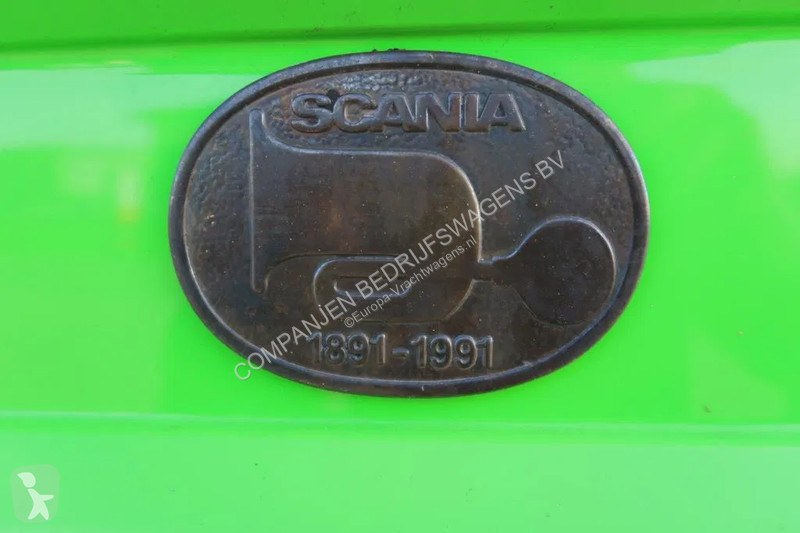 SCANIA
COMPANJEN BEDRIJFSWAGENS BV
©Europa-Vrachtwagens.nl
1891-1991